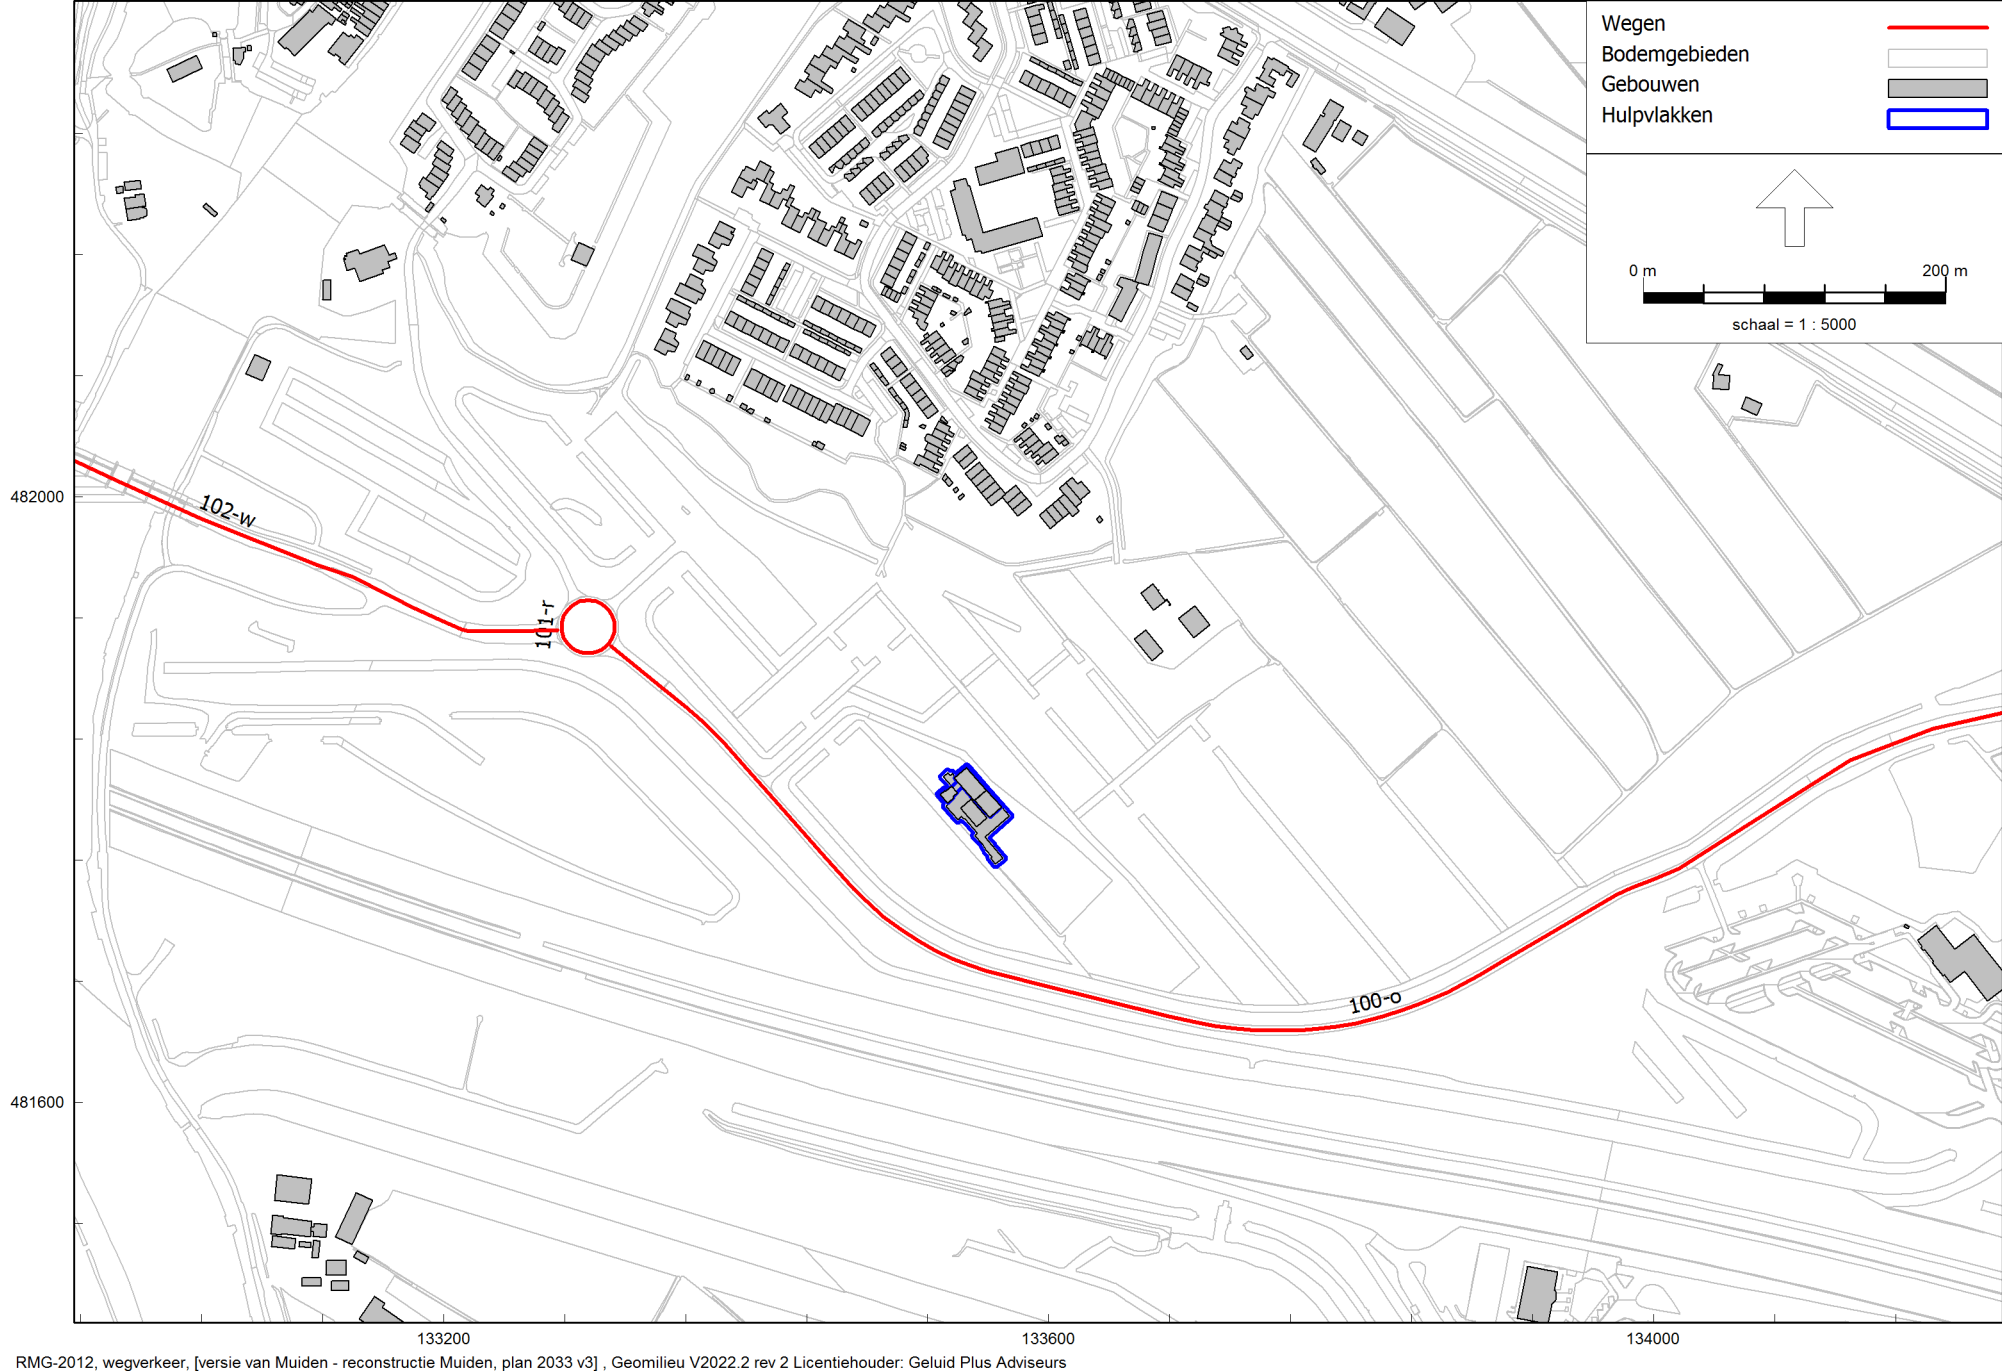 Wegen
Bodemgebieden
Gebouwen
Hulpvlakken
0 m 200 m
schaal = 1 : 5000
482000
102-w
101-r
100-o
481600
133200 133600 134000
RMG-2012, wegverkeer, [versie van Muiden - reconstructie Muiden, plan 2033 v3] , Geomilieu V2022.2 rev 2 Licentiehouder: Geluid Plus Adviseurs